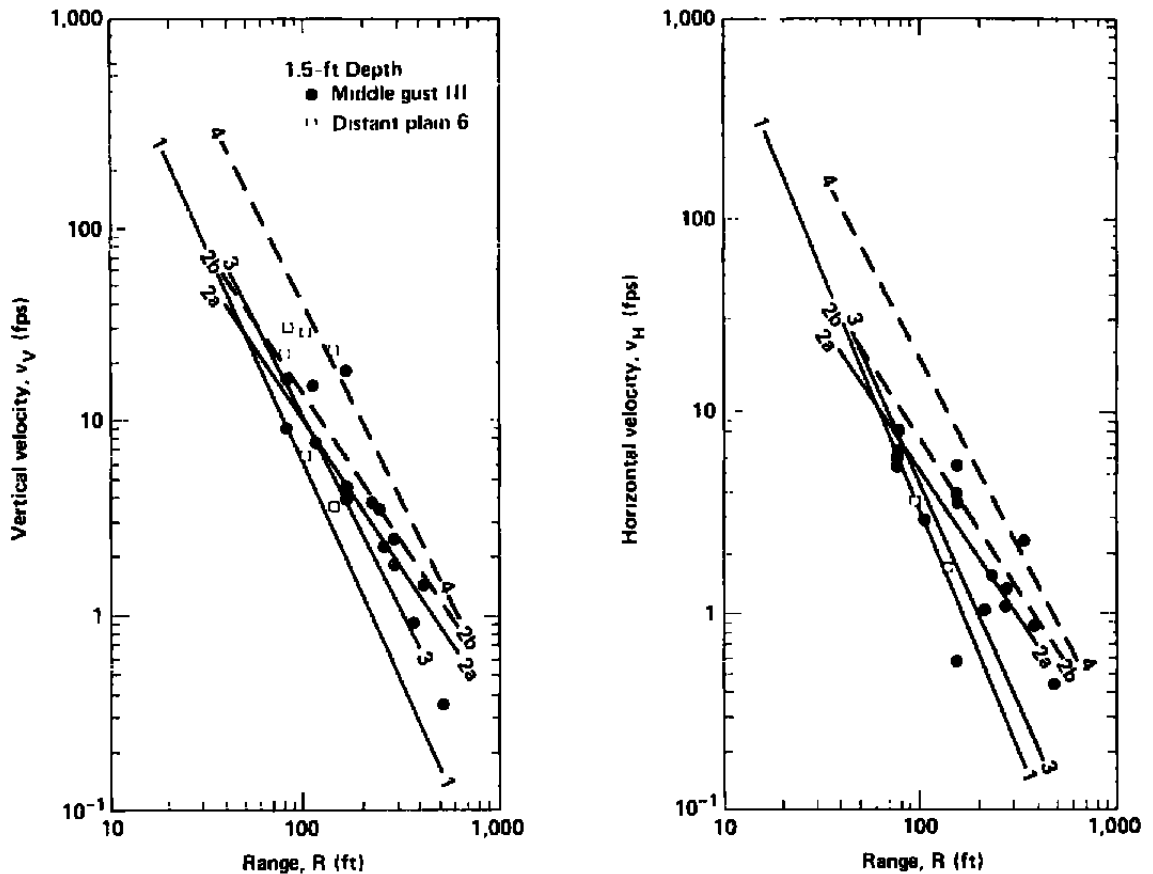 1,000
1.5-ft Depth
Middle gust III
Distant plain 6
4
1
100
2b
3
2a
10
1
4
2b
2a
3
1
10⁻¹
10
100
1,000
Vertical velocity, vV (fps)
Range, R (ft)
1,000
1
4
100
2b
3
2a
10
1
2a
2b
4
3
1
10⁻¹
10
100
1,000
Horizontal velocity, vH (fps)
Range, R (ft)